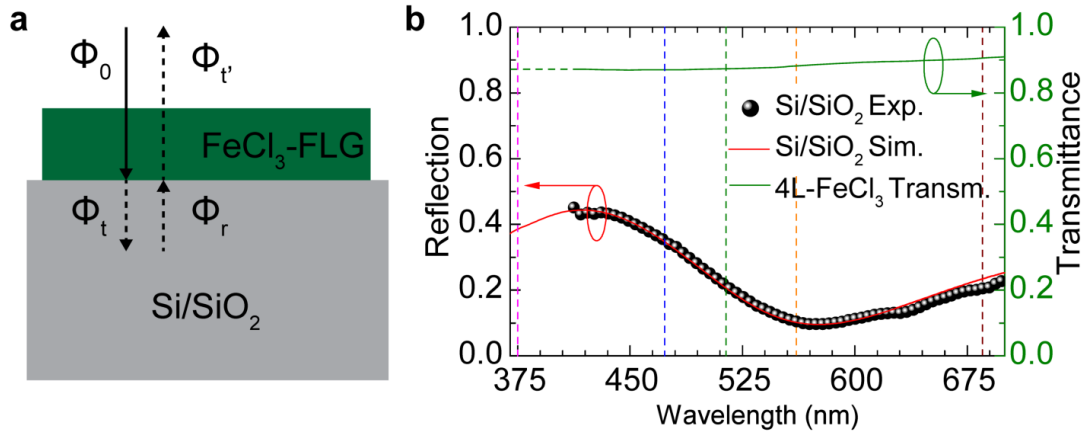 a
Φ0
Φt'
FeCl3-FLG
Φt
Φr
Si/SiO2
b
1.0
0.8
0.6
0.4
0.2
0.0
Reflection
1.0
0.8
0.6
0.4
0.2
0.0
Transmittance
Si/SiO2 Exp.
Si/SiO2 Sim.
4L-FeCl3 Transm.
375
450
525
600
675
Wavelength (nm)